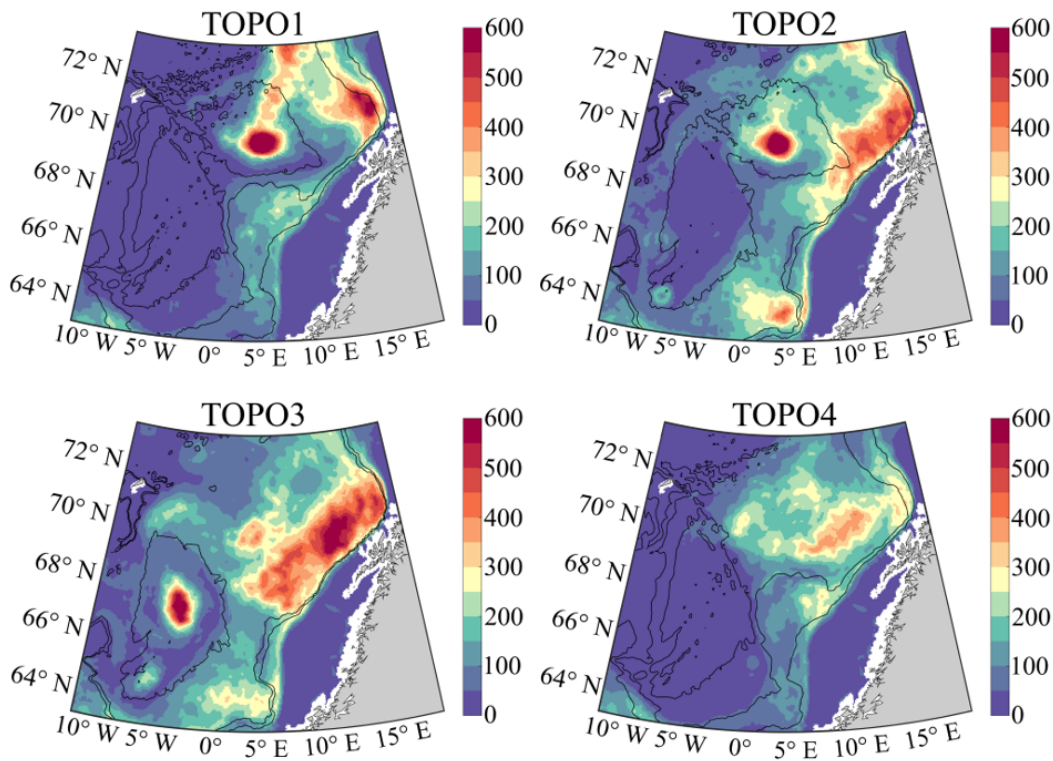 TOPO1
TOPO2
72° N
70° N
68° N
66° N
64° N
10° W
5° W
0°
5° E
10° E
15° E
600
500
400
300
200
100
0
72° N
70° N
68° N
66° N
64° N
10° W
5° W
0°
5° E
10° E
15° E
600
500
400
300
200
100
0
TOPO3
TOPO4
72° N
70° N
68° N
66° N
64° N
10° W
5° W
0°
5° E
10° E
15° E
600
500
400
300
200
100
0
72° N
70° N
68° N
66° N
64° N
10° W
5° W
0°
5° E
10° E
15° E
600
500
400
300
200
100
0